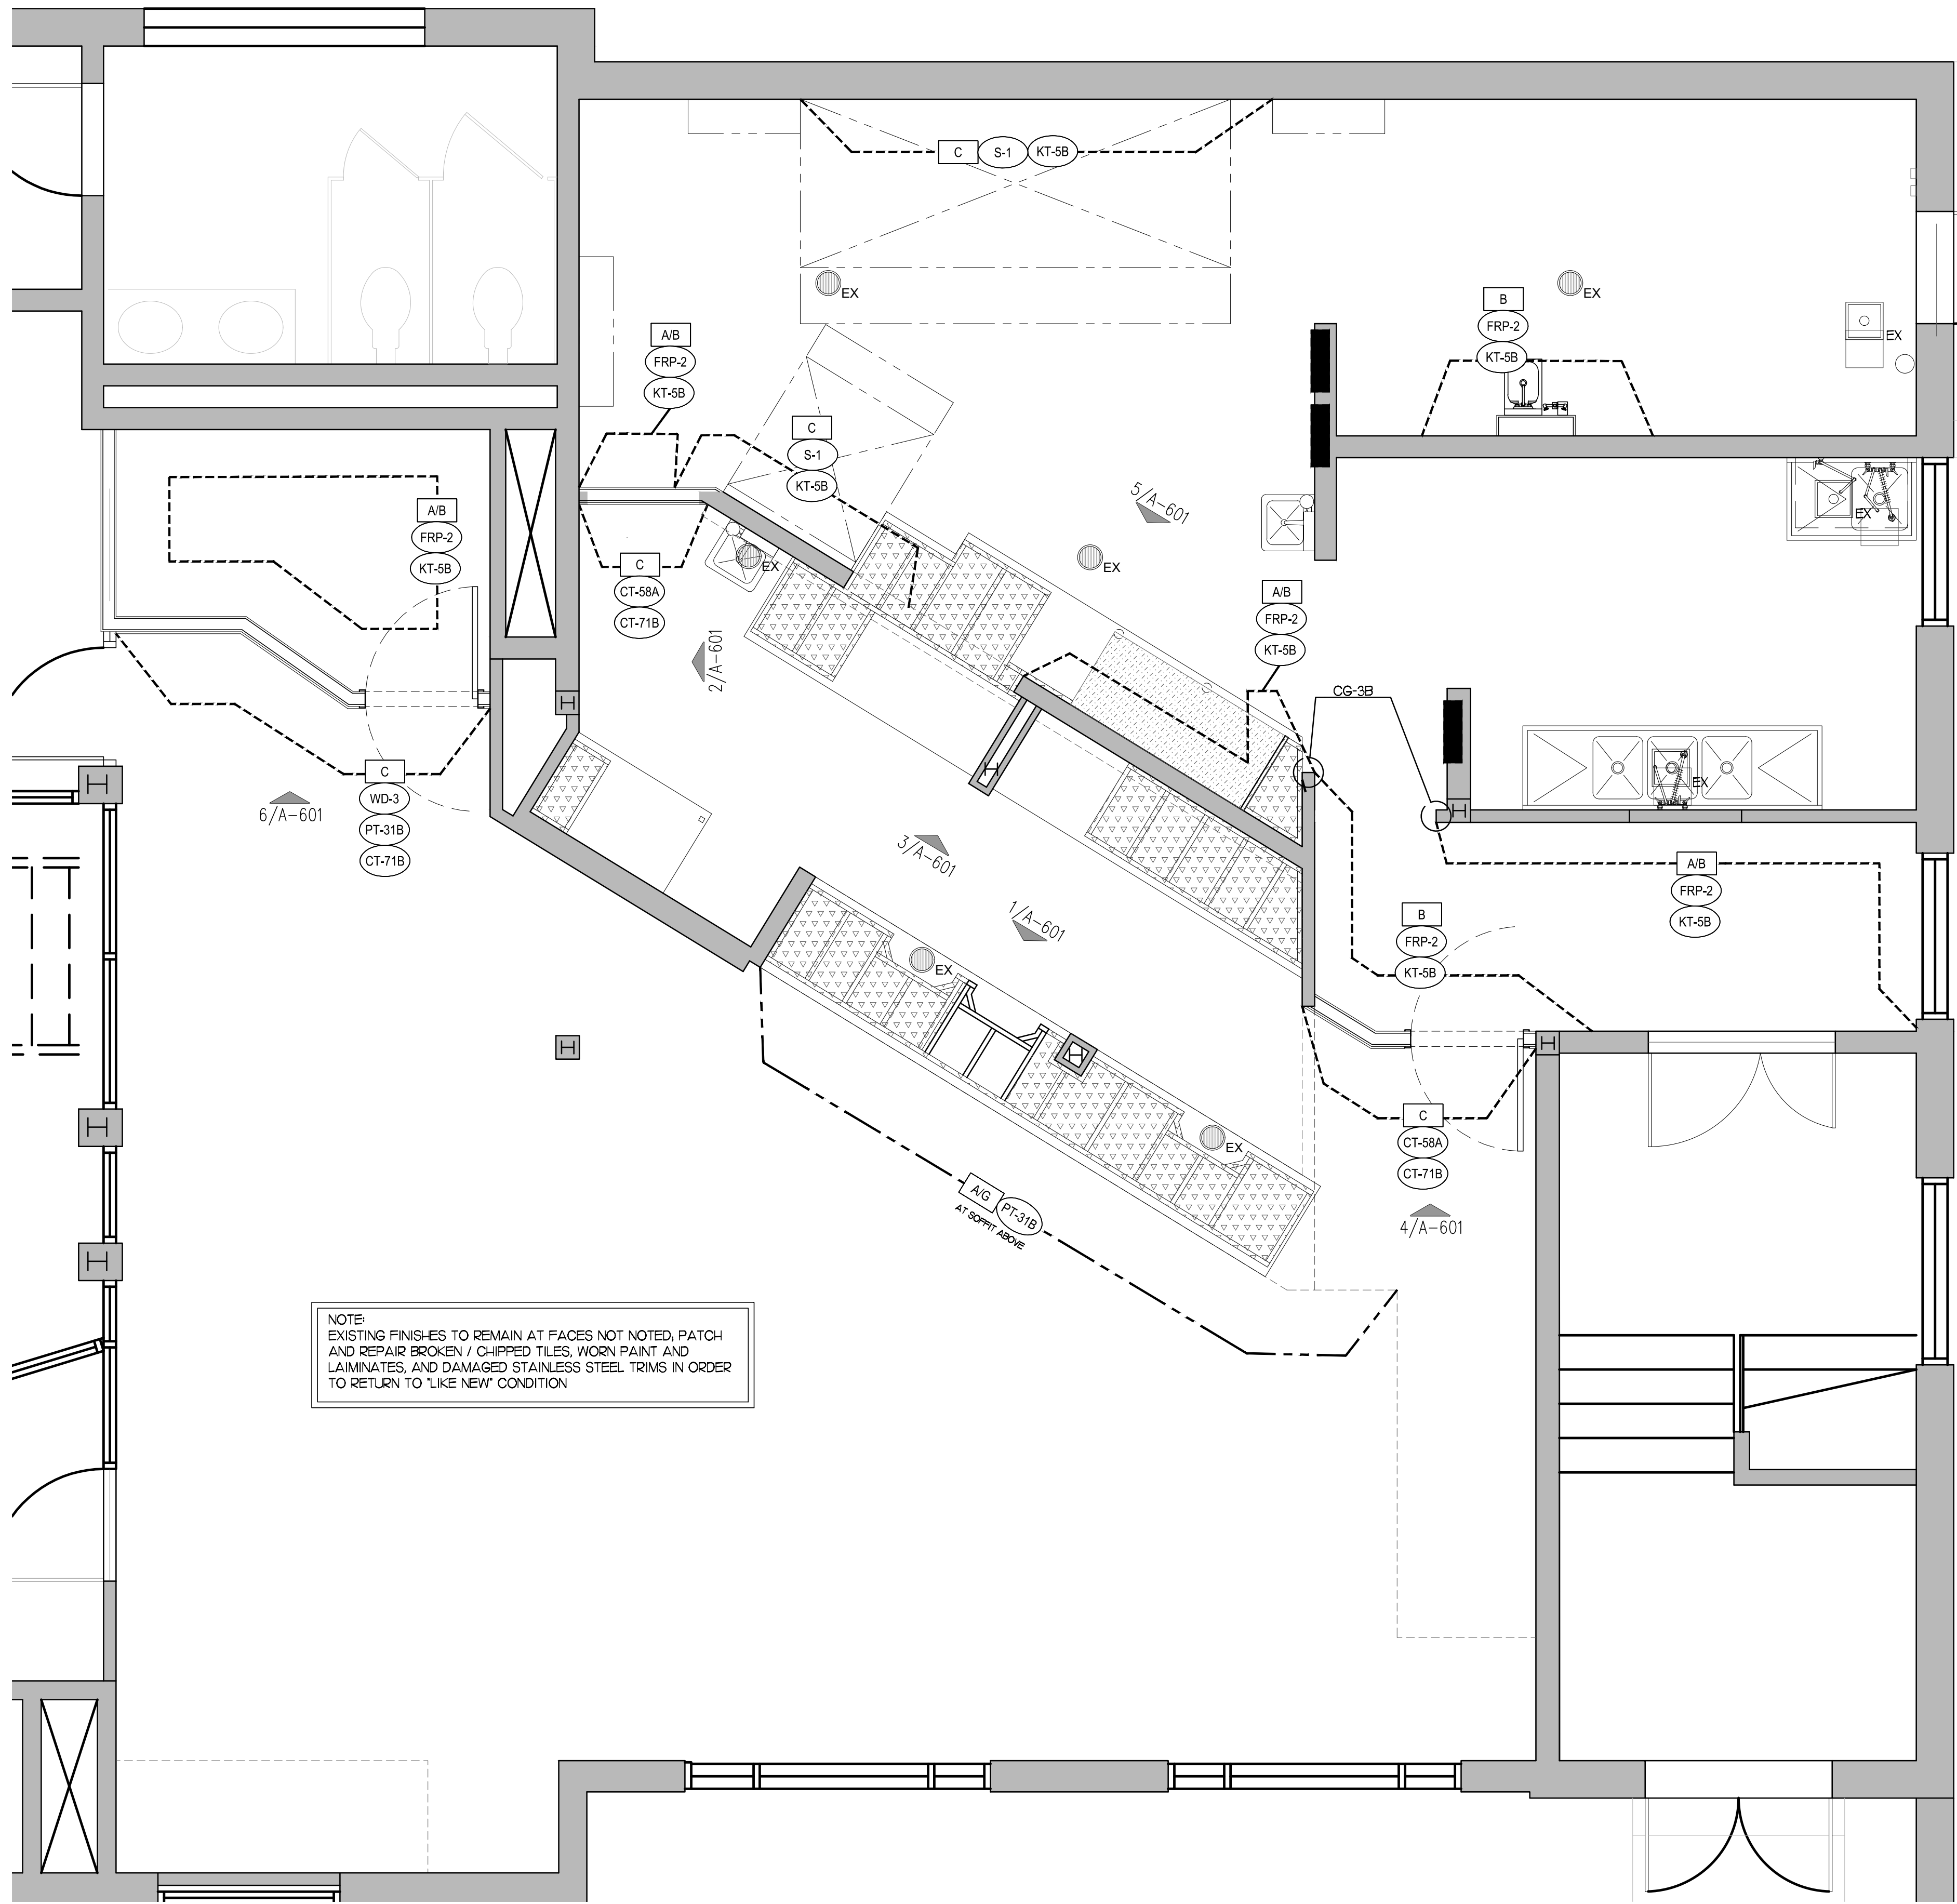 C
S-1
KT-5B
EX
EX
B
FRP-2
KT-5B
EX
A/B
FRP-2
KT-5B
C
S-1
KT-5B
A/B
FRP-2
KT-5B
5/A-601
EX
EX
EX
C
CT-58A
CT-71B
A/B
FRP-2
KT-5B
2/A-601
CG-3B
H
H
C
WD-3
PT-31B
CT-71B
6/A-601
H
EX
H
3/A-601
A/B
FRP-2
KT-5B
1/A-601
B
FRP-2
KT-5B
EX
H
H
H
H
EX
C
CT-58A
CT-71B
A/G
PT-31B
AT SOFFIT ABOVE
4/A-601
H
NOTE:
EXISTING FINISHES TO REMAIN AT FACES NOT NOTED; PATCH
AND REPAIR BROKEN / CHIPPED TILES, WORN PAINT AND
LAIMINATES, AND DAMAGED STAINLESS STEEL TRIMS IN ORDER
TO RETURN TO "LIKE NEW" CONDITION